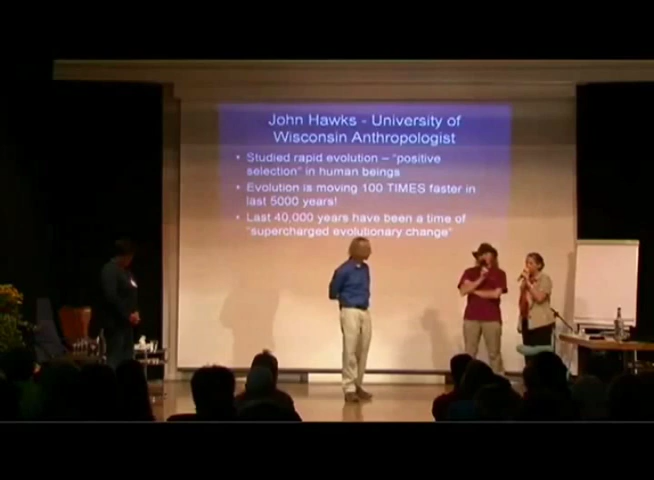 John Hawks - University of
Wisconsin Anthropologist
• Studied rapid evolution – "positive
selection" in human beings
• Evolution is moving 100 TIMES faster in
last 5000 years!
• Last 40,000 years have been a time of
"supercharged evolutionary change"